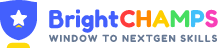 BrightCHAMPS
WINDOW TO NEXTGEN SKILLS